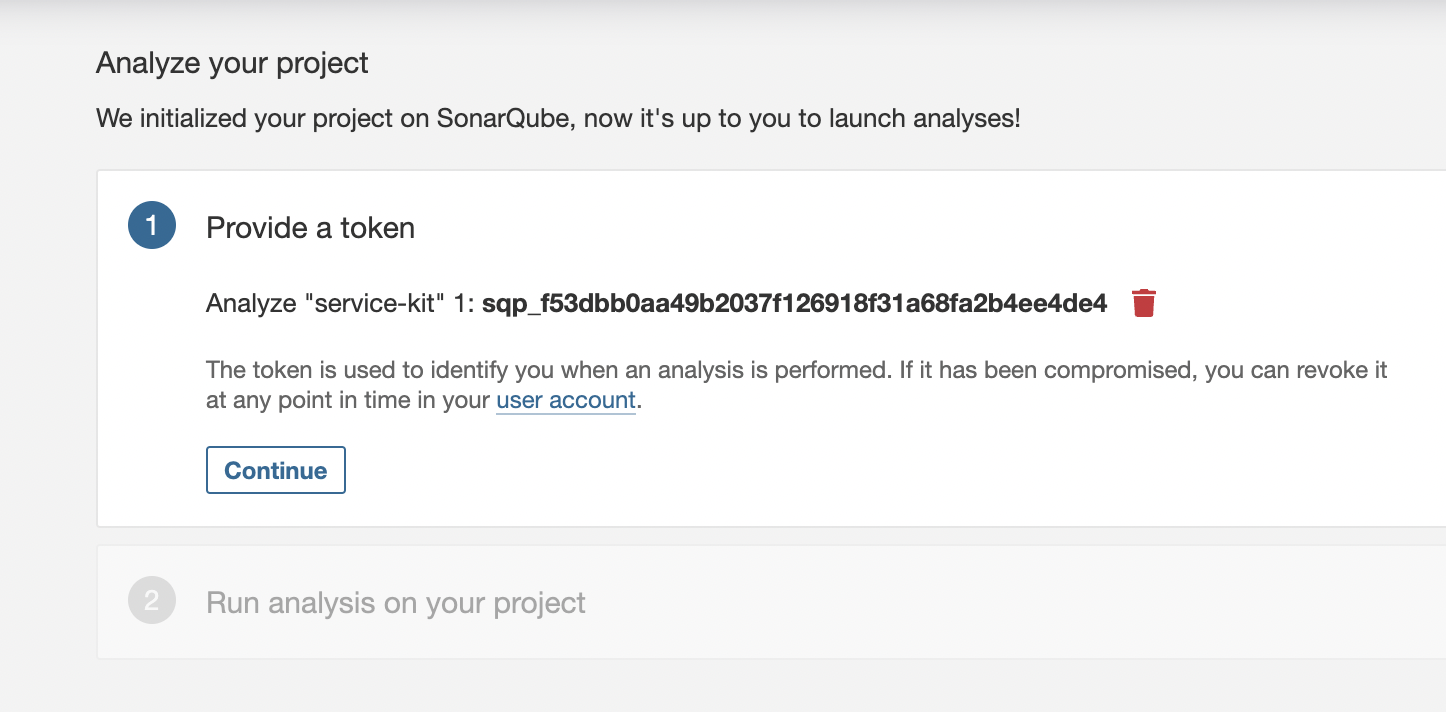 Analyze your project
We initialized your project on SonarQube, now it's up to you to launch analyses!
1
Provide a token
Analyze "service-kit" 1: sqp_f53dbb0aa49b2037f126918f31a68fa2b4ee4de4
The token is used to identify you when an analysis is performed. If it has been compromised, you can revoke it
at any point in time in your user account.
Continue
2
Run analysis on your project